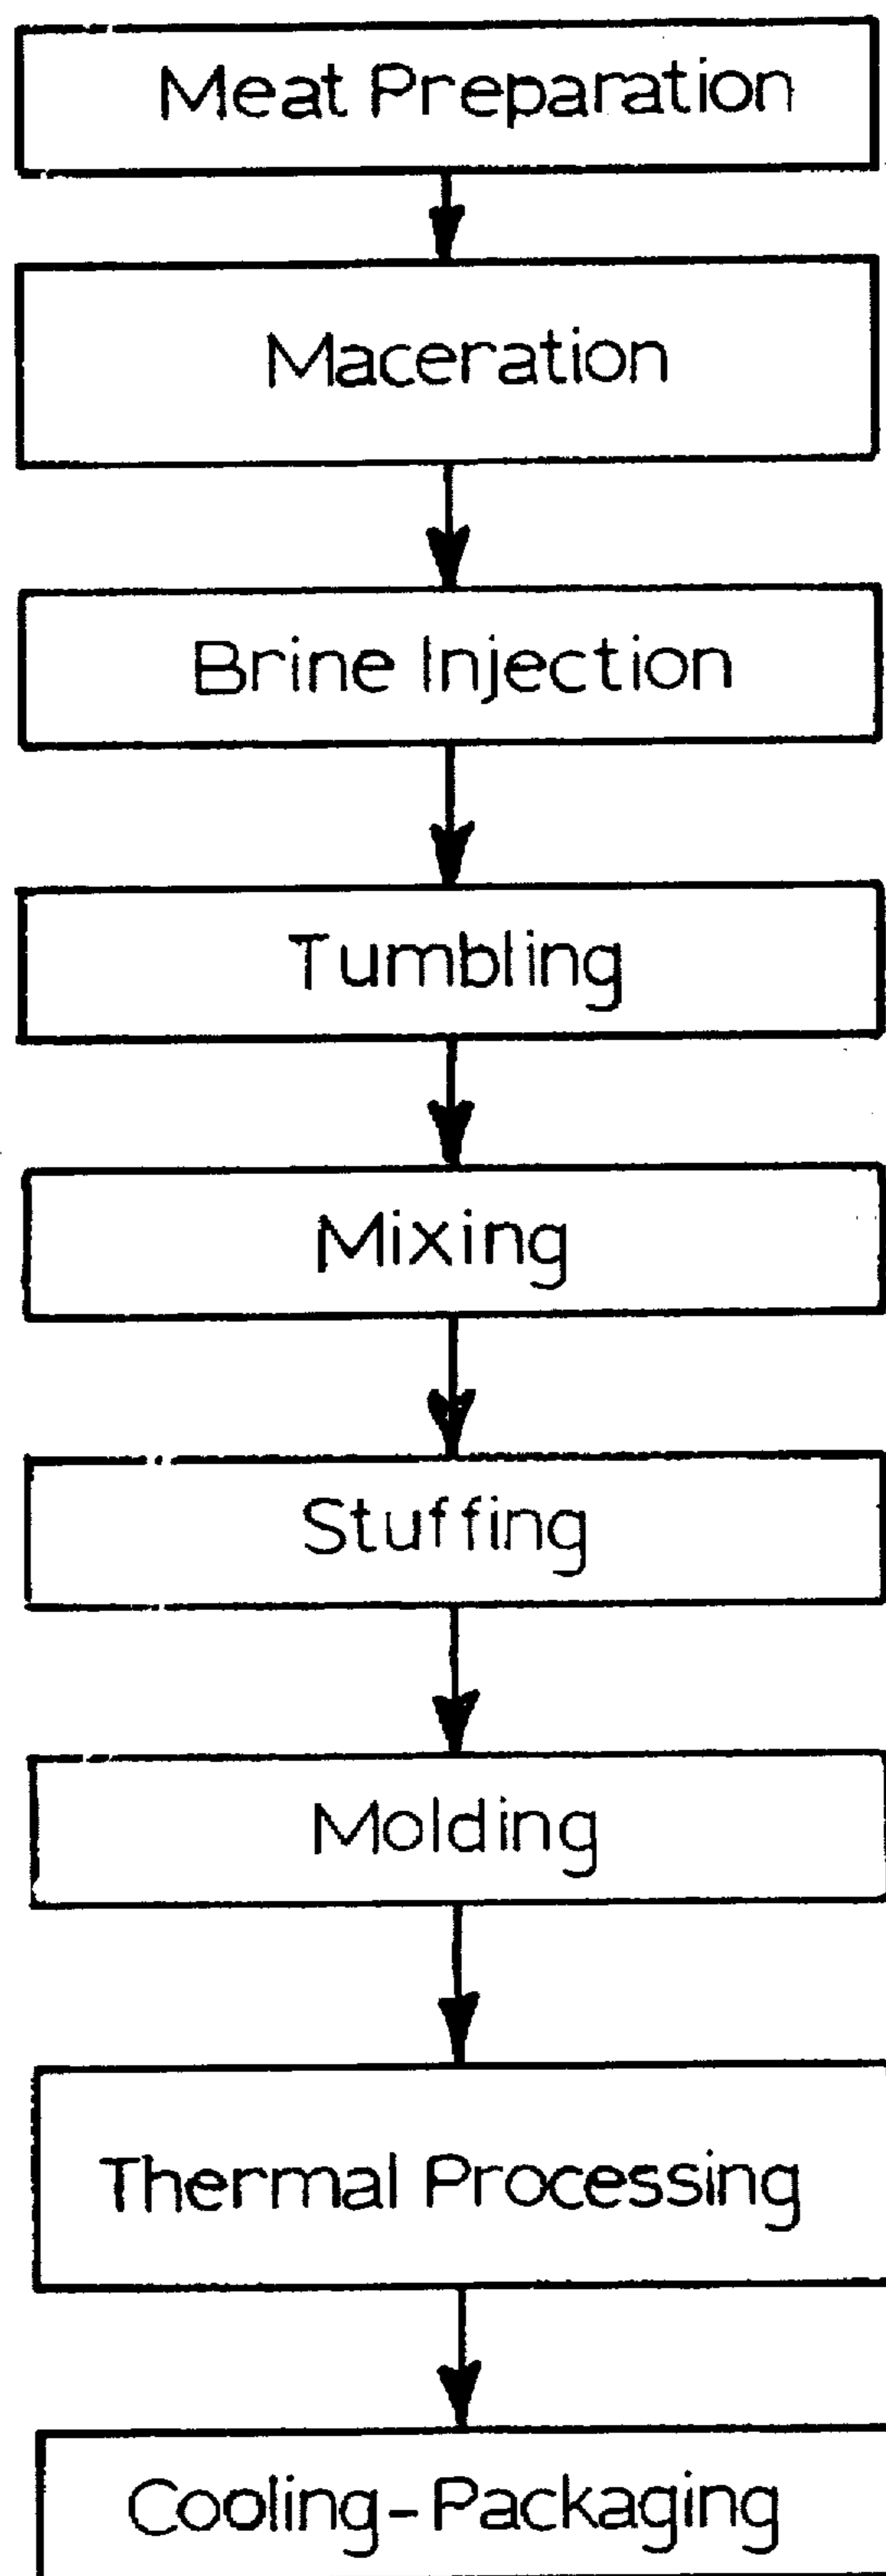 Meat Preparation
Maceration
Brine Injection
Tumbling
Mixing
Stuffing
Molding
Thermal Processing
Cooling-Packaging